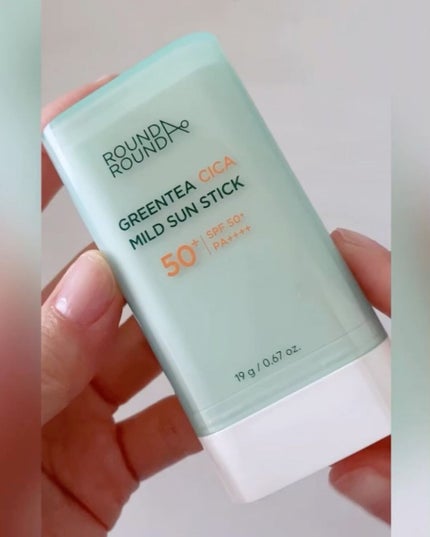 ROUND A
ROUND
GREENTEA CICA
MILD SUN STICK
50+ SPF 50+
PA++++
19 g / 0.67 oz.